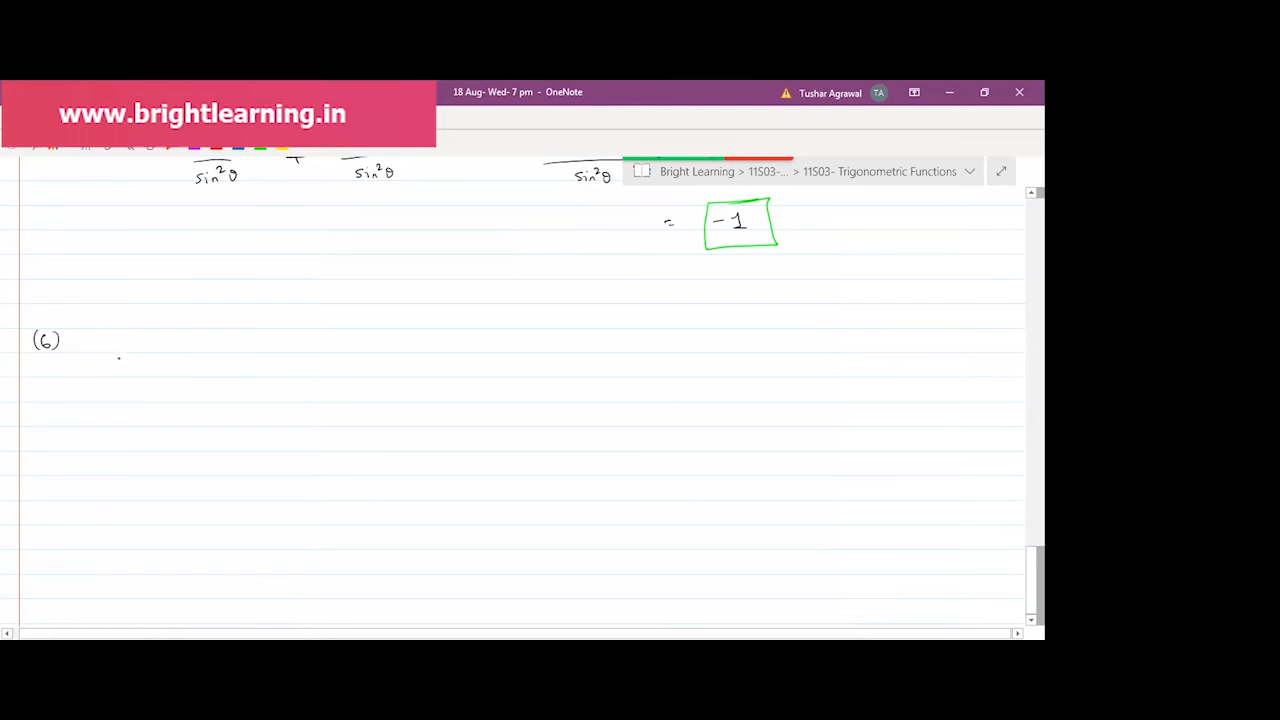 www.brightlearning.in
18 Aug- Wed- 7 pm - OneNote
Tushar Agrawal
TA
Bright Learning > 11S03-... > 11S03- Trigonometric Functions
sin²θ + sin²θ sin²θ
= -1
(6)